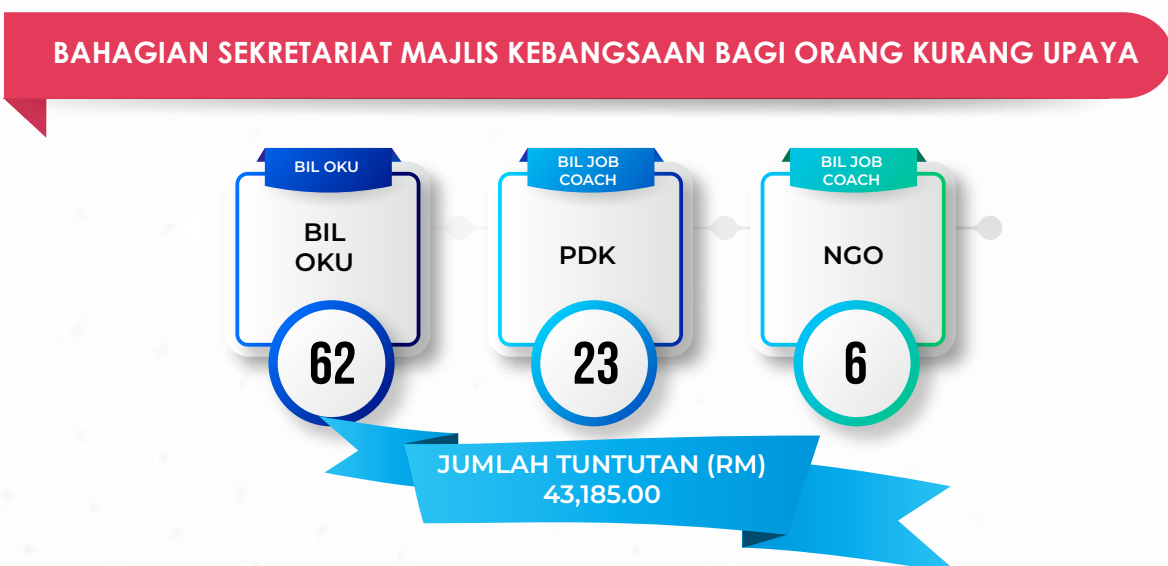 BAHAGIAN SEKRETARIAT MAJLIS KEBANGSAAN BAGI ORANG KURANG UPAYA
BIL OKU
BIL
OKU
62
BIL JOB
COACH
PDK
23
BIL JOB
COACH
NGO
6
JUMLAH TUNTUTAN (RM)
43,185.00